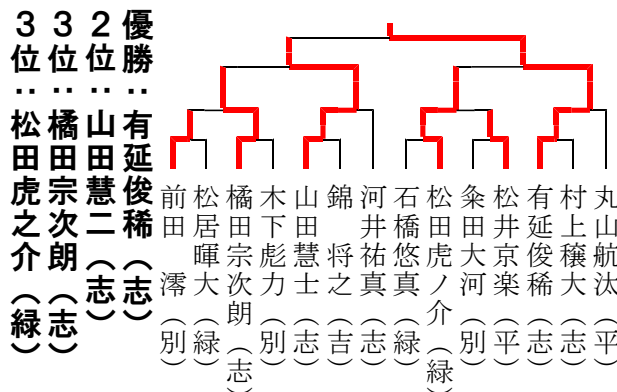 丸山航汰（平）
村上穣大（志）
有延俊稀（志）
松井京楽（平）
粂田大河（別）
松田虎ノ介（緑）
石橋悠真（緑）
河井祐真（志）
錦　将之（吉）
山田慧士（志）
木下彪力（別）
橘田宗次朗（志）
松居暉大（緑）
前田　澪（別）
優勝：有延俊稀（志）
２位：山田慧二（志）
３位：橘田宗次朗（志）
３位：松田虎之介（緑）